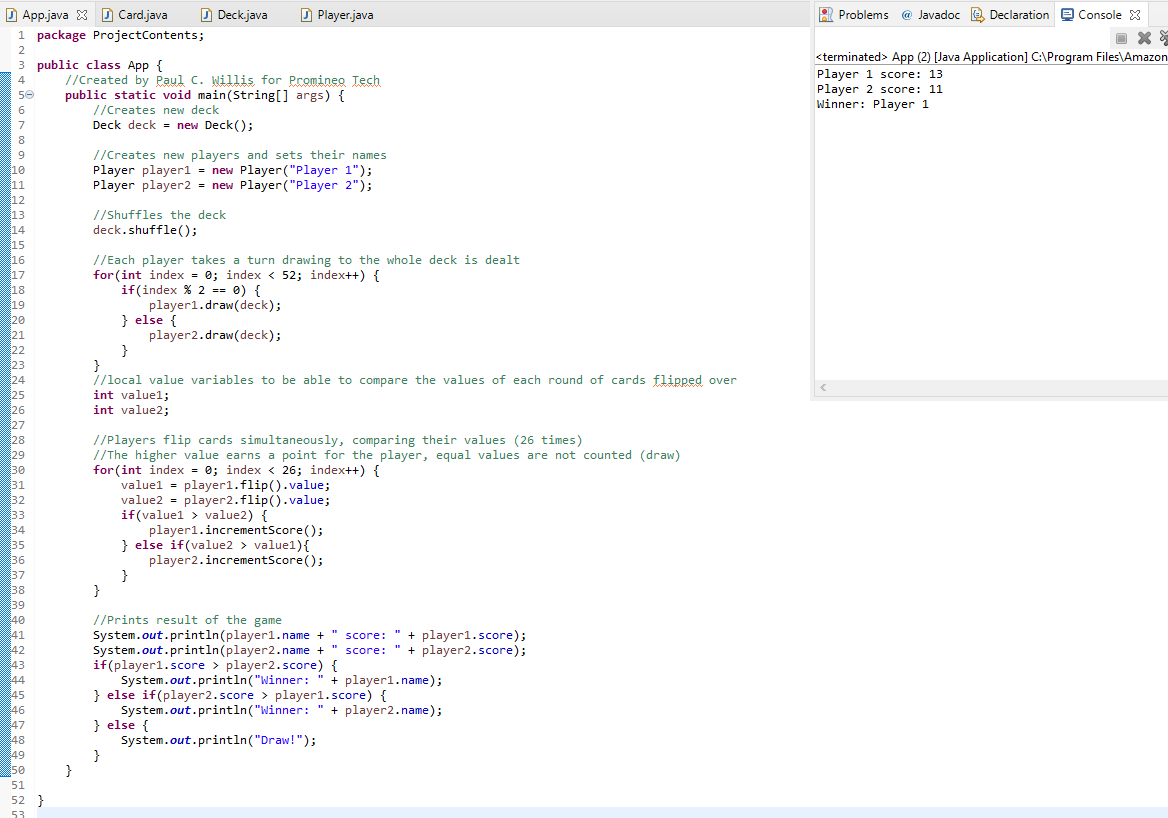 App.java
Card.java
Deck.java
Player.java
1 package ProjectContents;
2
3 public class App {
4 //Created by Paul C. Willis for Promineo Tech
5 public static void main(String[] args) {
6 //Creates new deck
7 Deck deck = new Deck();
8
9 //Creates new players and sets their names
10 Player player1 = new Player("Player 1");
11 Player player2 = new Player("Player 2");
12
13 //Shuffles the deck
14 deck.shuffle();
15
16 //Each player takes a turn drawing to the whole deck is dealt
17 for(int index = 0; index < 52; index++) {
18 if(index % 2 == 0) {
19 player1.draw(deck);
20 } else {
21 player2.draw(deck);
22 }
23 }
24 //local value variables to be able to compare the values of each round of cards flipped over
25 int value1;
26 int value2;
27
28 //Players flip cards simultaneously, comparing their values (26 times)
29 //The higher value earns a point for the player, equal values are not counted (draw)
30 for(int index = 0; index < 26; index++) {
31 value1 = player1.flip().value;
32 value2 = player2.flip().value;
33 if(value1 > value2) {
34 player1.incrementScore();
35 } else if(value2 > value1){
36 player2.incrementScore();
37 }
38 }
39
40 //Prints result of the game
41 System.out.println(player1.name + " score: " + player1.score);
42 System.out.println(player2.name + " score: " + player2.score);
43 if(player1.score > player2.score) {
44 System.out.println("Winner: " + player1.name);
45 } else if(player2.score > player1.score) {
46 System.out.println("Winner: " + player2.name);
47 } else {
48 System.out.println("Draw!");
49 }
50 }
51
52 }
53
Problems
@ Javadoc
Declaration
Console
<terminated> App (2) [Java Application] C:\Program Files\Amazon
Player 1 score: 13
Player 2 score: 11
Winner: Player 1